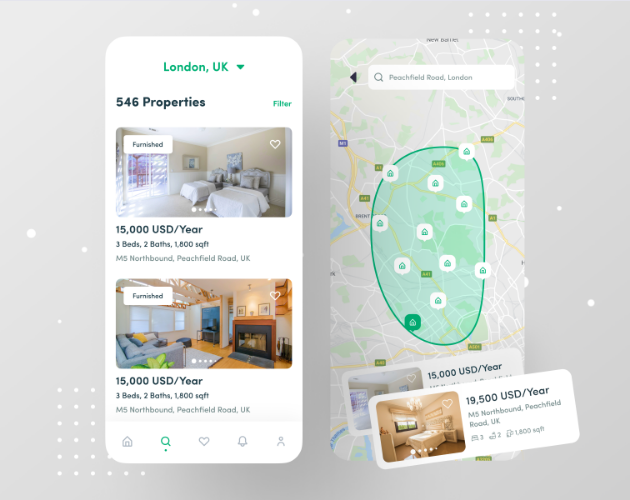 London, UK
546 Properties
Filter
Furnished
15,000 USD/Year
3 Beds, 2 Baths, 1,800 sqft
M5 Northbound, Peachfield Road, UK
Furnished
15,000 USD/Year
3 Beds, 2 Baths, 1,800 sqft
M5 Northbound, Peachfield Road, UK
New Barnet
Peachfield Road, London
BRENT
15,000 USD/Year
19,500 USD/Year
M5 Northbound, Peachfield
Road, UK
3 2 1,800 sqft